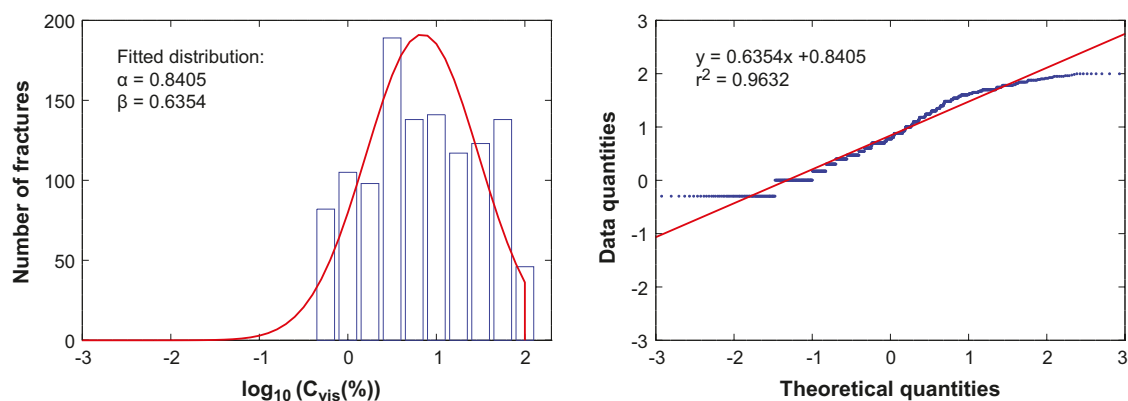 200
150
100
50
0
Number of fractures
Fitted distribution:
α = 0.8405
β = 0.6354
-3
-2
-1
0
1
2
log10 (Cvis(%))
3
2
1
0
-1
-2
-3
Data quantities
y = 0.6354x +0.8405
r² = 0.9632
-3
-2
-1
0
1
2
3
Theoretical quantities